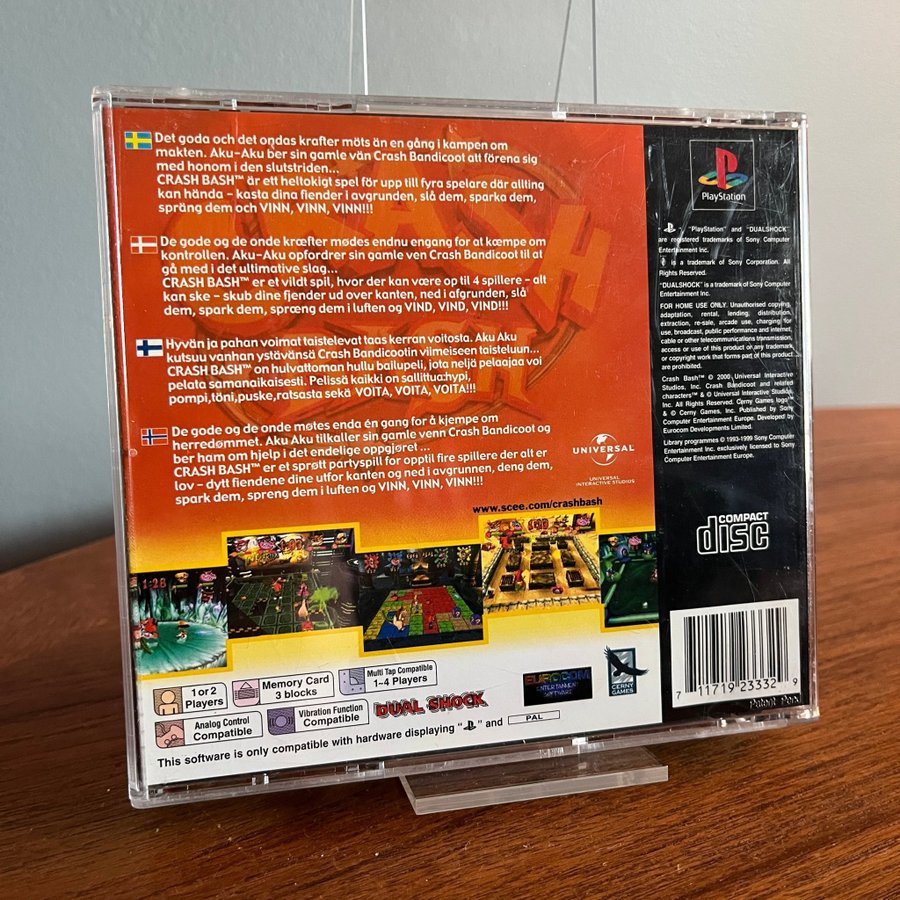 Det goda och det ondas krafter möts än en gång i kampen om
makten. Aku-Aku ber sin gamle vän Crash Bandicoot att förena sig
med honom i den slutstriden...
CRASH BASH™ är ett heltokigt spel för upp till fyra spelare där allting
kan hända - kasta dina fiender i avgrunden, slå dem, sparka dem,
spräng dem och VINN, VINN, VINN!!!
De gode og de onde kræfter mødes endnu engang for at kæmpe om
kontrollen. Aku-Aku opfordrer sin gamle ven Crash Bandicoot til at
gå med i det ultimative slag...
CRASH BASH™ er et vildt spil, hvor der kan være op til 4 spillere - alt
kan ske - skub dine fjender ud over kanten, ned i afgrunden, slå
dem, spark dem, spræng dem i luften og VIND, VIND, VIND!!!
Hyvän ja pahan voimat taistelevat taas kerran voitosta. Aku Aku
kutsuu vanhan ystävänsä Crash Bandicootin viimeiseen taisteluun...
CRASH BASH™ on hulvattoman hullu bailupeli, jota neljä pelaajaa voi
pelata samanaikaisesti. Pelissä kaikki on sallittua:hypi,
pompi,töni,puske,ratsasta sekä VOITA, VOITA, VOITA!!!
De gode og de onde møtes enda én gang for å kjempe om
herredømmet. Aku Aku tilkaller sin gamle venn Crash Bandicoot og
ber ham om hjelp i det endelige oppgjøret ...
CRASH BASH™ er et sprøtt partyspill for opptil fire spillere der alt er
lov - dytt fiendene dine utfor kanten og ned i avgrunnen, deng dem,
spark dem, spreng dem i luften og VINN, VINN, VINN!!!
UNIVERSAL
UNIVERSAL
INTERACTIVE STUDIOS
www.scee.com/crashbash
1:28
1 or 2
Players
Memory Card
3 blocks
Multi Tap Compatible
1-4 Players
Analog Control
Compatible
Vibration Function
Compatible
DUAL SHOCK
EUROCOM
ENTERTAINMENT
SOFTWARE
CERNY
GAMES
This software is only compatible with hardware displaying " " and
PAL
PlayStation
" ", "PlayStation" and "DUALSHOCK"
are registered trademarks of Sony Computer
Entertainment Inc.
" " is a trademark of Sony Corporation. All
Rights Reserved.
"DUALSHOCK" is a trademark of Sony Computer
Entertainment Inc.
FOR HOME USE ONLY. Unauthorised copying,
adaptation, rental, lending, distribution,
extraction, re-sale, arcade use, charging for
use, broadcast, public performance and internet,
cable or other telecommunications transmission,
access or use of this product or any trademark
or copyright work that forms part of this product
are prohibited.
Crash Bash™ © 2000 Universal Interactive
Studios, Inc. Crash Bandicoot and related
characters™ & © Universal Interactive Studios,
Inc. All Rights Reserved. Cerny Games logo™
& © Cerny Games, Inc. Published by Sony
Computer Entertainment Europe. Developed by
Eurocom Developments Limited.
Library programmes © 1993-1999 Sony Computer
Entertainment Inc. exclusively licensed to Sony
Computer Entertainment Europe.
COMPACT
disc
7 11719 23332 9